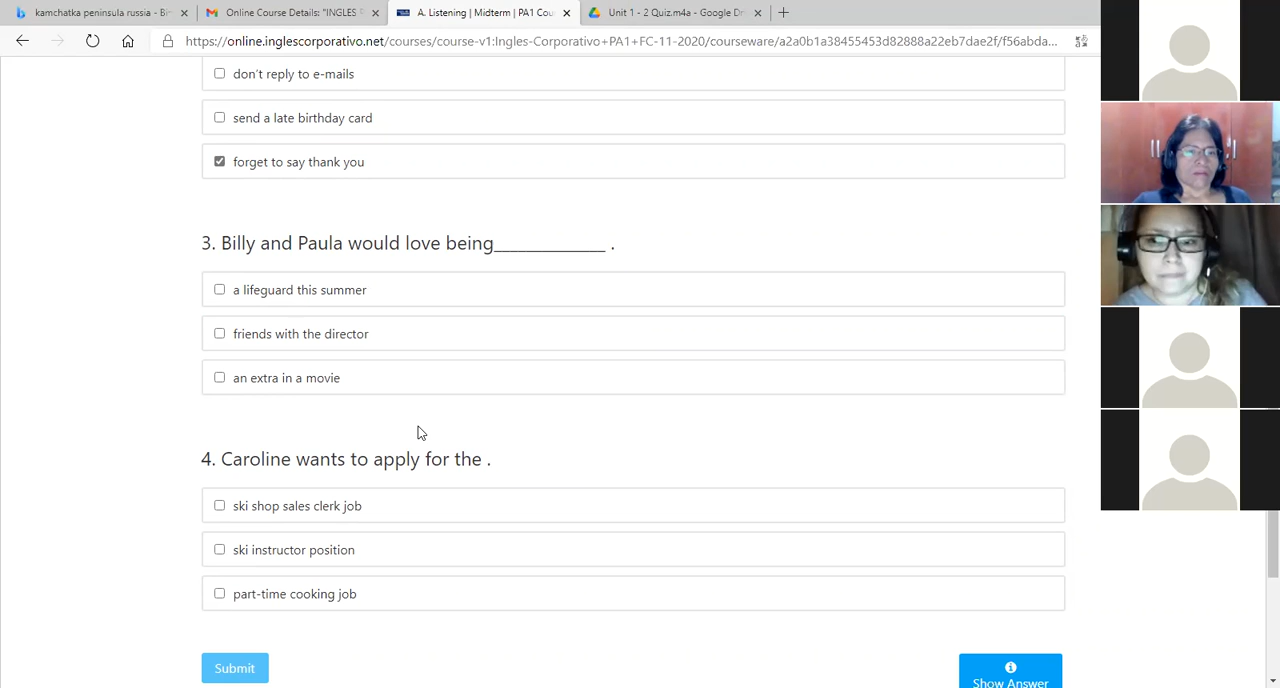 kamchatka peninsula russia - Bi
Online Course Details: "INGLES
A. Listening | Midterm | PA1 Cou
Unit 1 - 2 Quiz.m4a - Google Dr
https://online.inglescorporativo.net/courses/course-v1:Ingles-Corporativo+PA1+FC-11-2020/courseware/a2a0b1a38455453d82888a22eb7dae2f/f56abda...
don't reply to e-mails
send a late birthday card
forget to say thank you
3. Billy and Paula would love being____________ .
a lifeguard this summer
friends with the director
an extra in a movie
4. Caroline wants to apply for the .
ski shop sales clerk job
ski instructor position
part-time cooking job
Submit
Show Answer